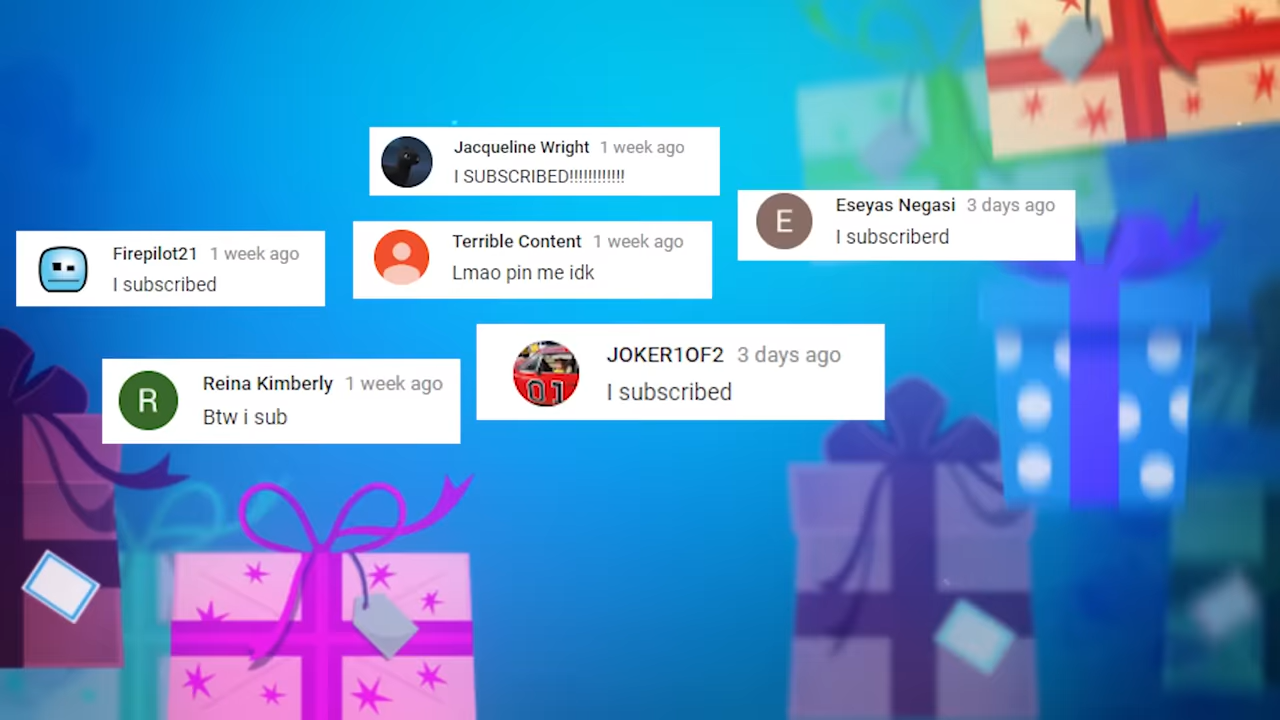 Jacqueline Wright 1 week ago
I SUBSCRIBED!!!!!!!!!!!!
Eseyas Negasi 3 days ago
I subscriberd
Firepilot21 1 week ago
I subscribed
Terrible Content 1 week ago
Lmao pin me idk
JOKER1OF2 3 days ago
I subscribed
01
R Reina Kimberly 1 week ago
Btw i sub
E